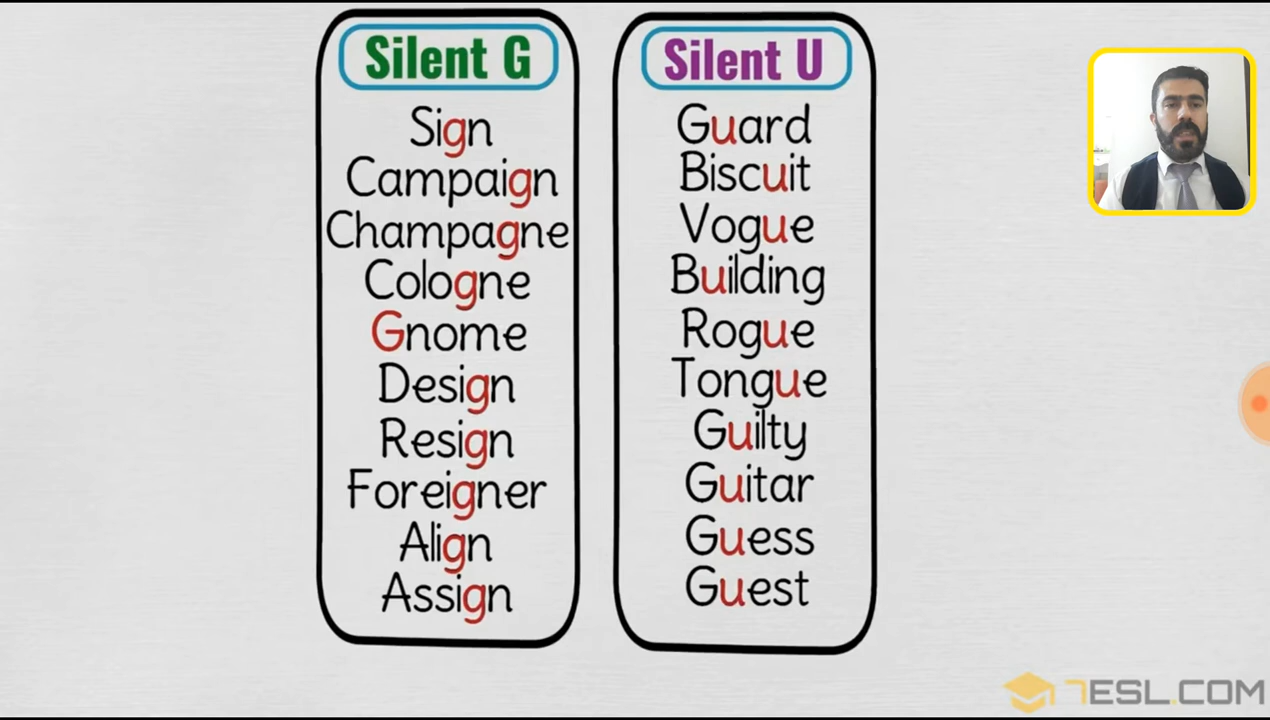 Silent G
Sign
Campaign
Champagne
Cologne
Gnome
Design
Resign
Foreigner
Align
Assign
Silent U
Guard
Biscuit
Vogue
Building
Rogue
Tongue
Guilty
Guitar
Guess
Guest
7ESL.COM